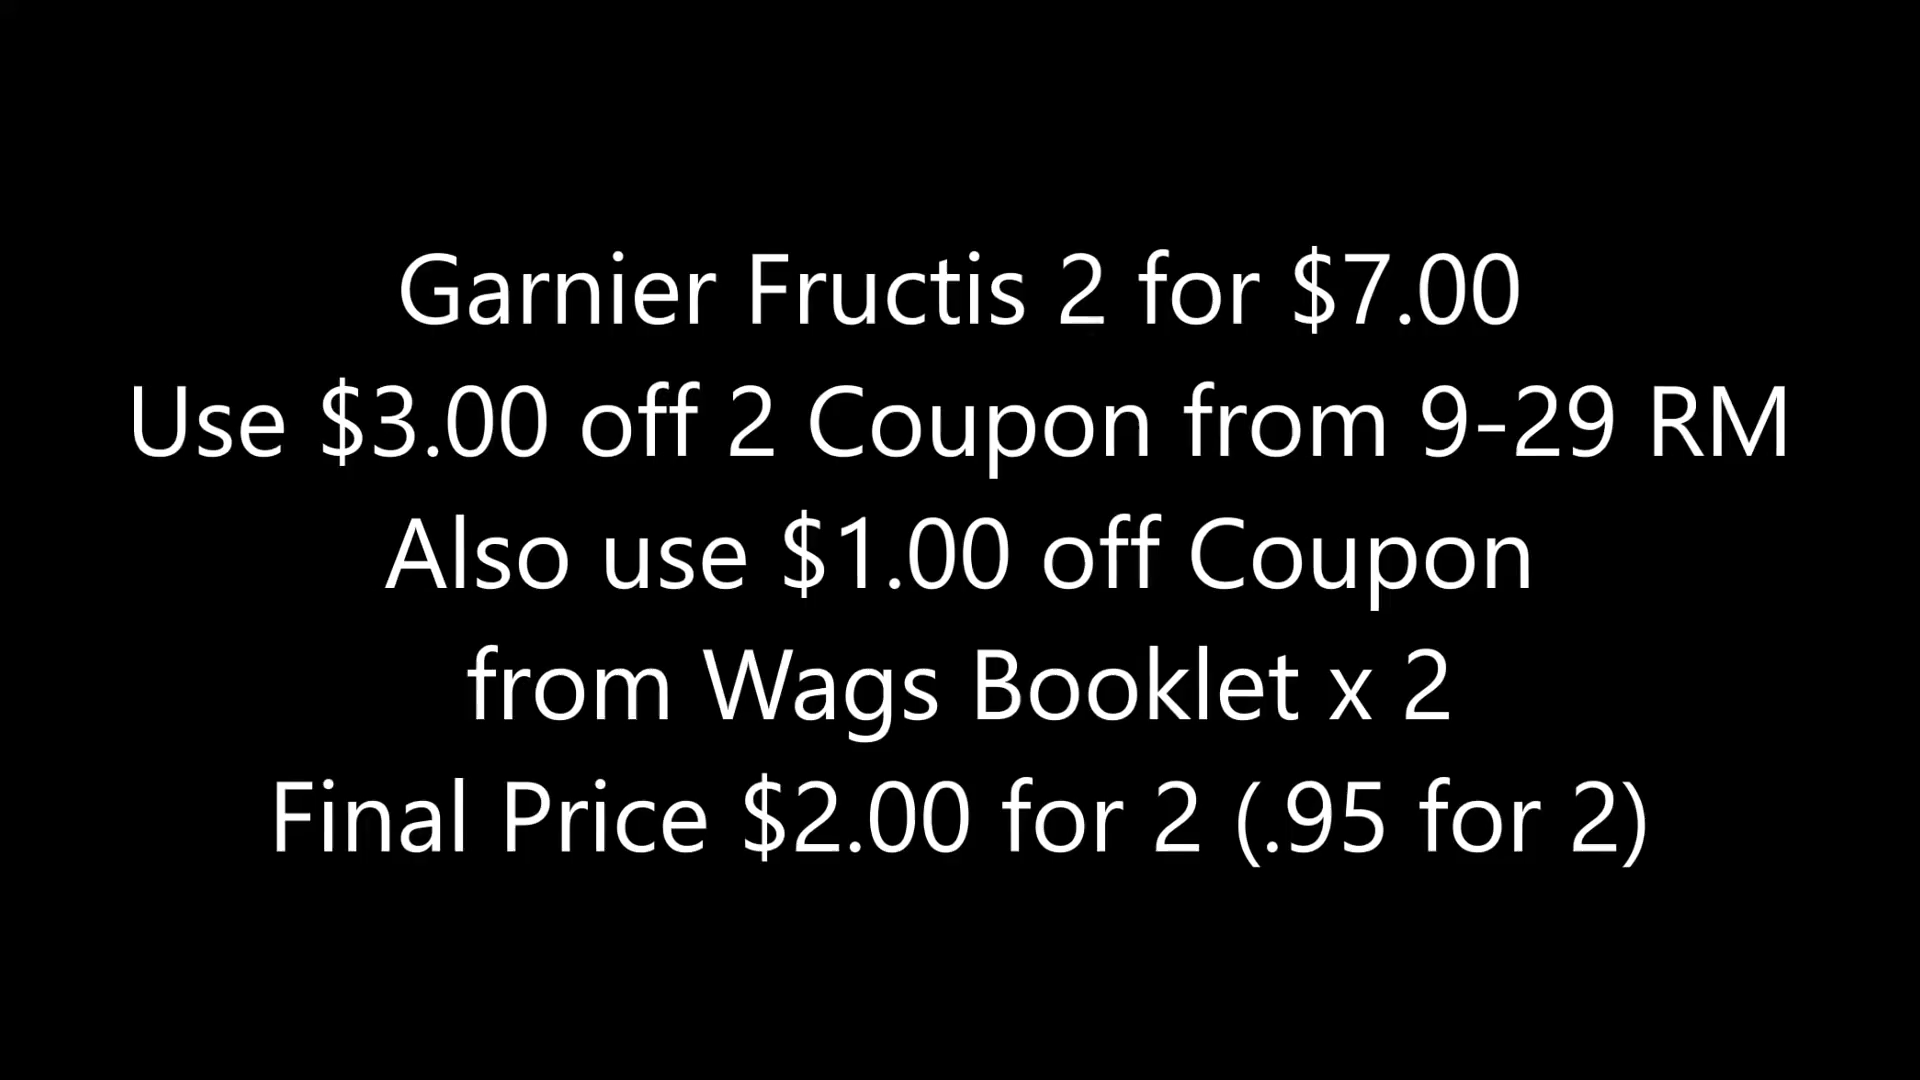 Garnier Fructis 2 for $7.00
Use $3.00 off 2 Coupon from 9-29 RM
Also use $1.00 off Coupon
from Wags Booklet x 2
Final Price $2.00 for 2 (.95 for 2)